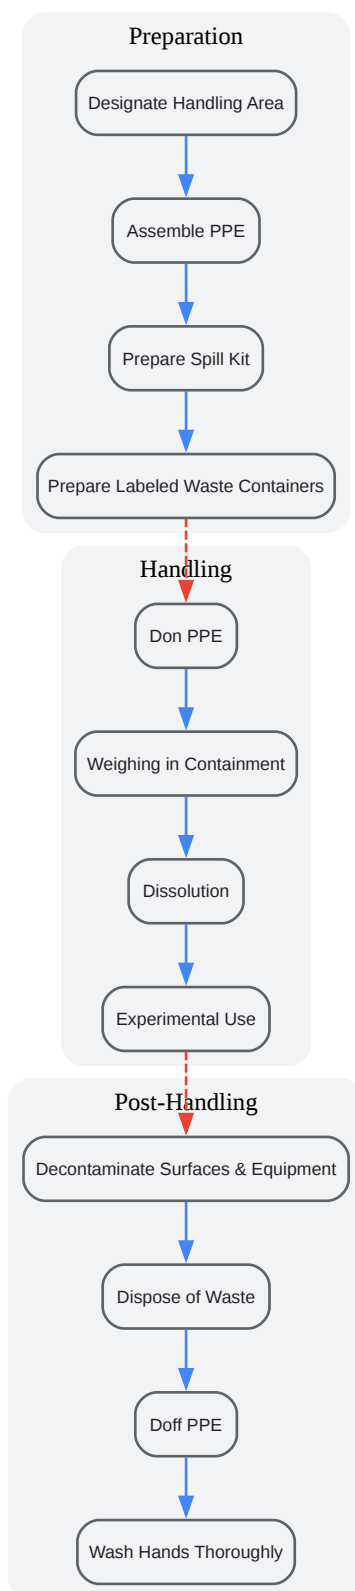 Preparation
Designate Handling Area
Assemble PPE
Prepare Spill Kit
Prepare Labeled Waste Containers
Handling
Don PPE
Weighing in Containment
Dissolution
Experimental Use
Post-Handling
Decontaminate Surfaces & Equipment
Dispose of Waste
Doff PPE
Wash Hands Thoroughly